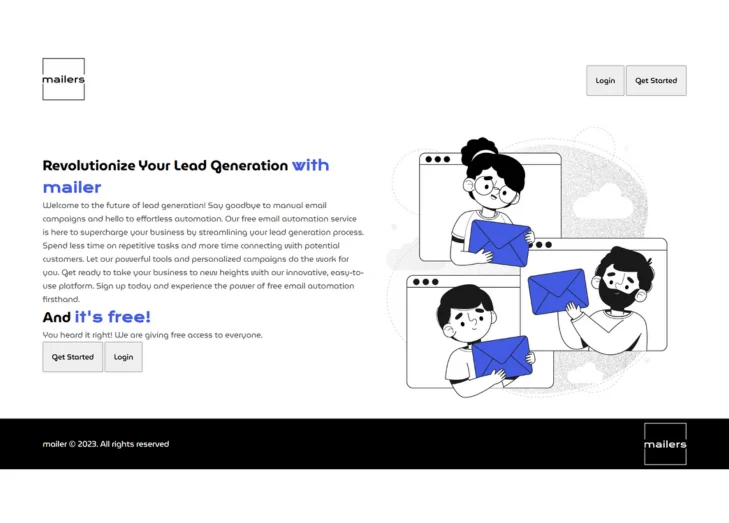 mailers
Login
Get Started
Revolutionize Your Lead Generation with
mailer
Welcome to the future of lead generation! Say goodbye to manual email
campaigns and hello to effortless automation. Our free email automation service
is here to supercharge your business by streamlining your lead generation process.
Spend less time on repetitive tasks and more time connecting with potential
customers. Let our powerful tools and personalized campaigns do the work for
you. Get ready to take your business to new heights with our innovative, easy-to-
use platform. Sign up today and experience the power of free email automation
firsthand.
And it's free!
You heard it right! We are giving free access to everyone.
Get Started
Login
mailer © 2023. All rights reserved
mailers